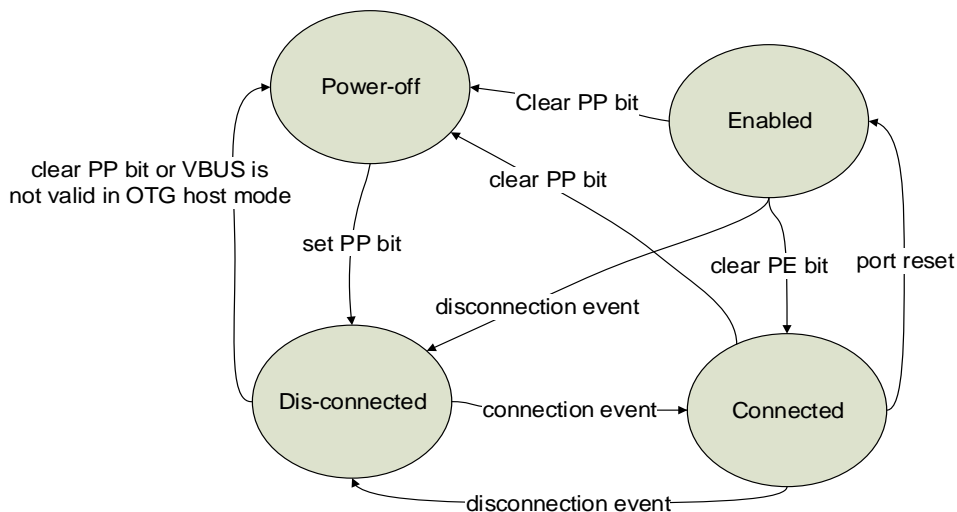 Power-off
Enabled
Clear PP bit
clear PP bit or VBUS is
not valid in OTG host mode
clear PP bit
set PP bit
clear PE bit
port reset
disconnection event
Dis-connected
connection event
Connected
disconnection event